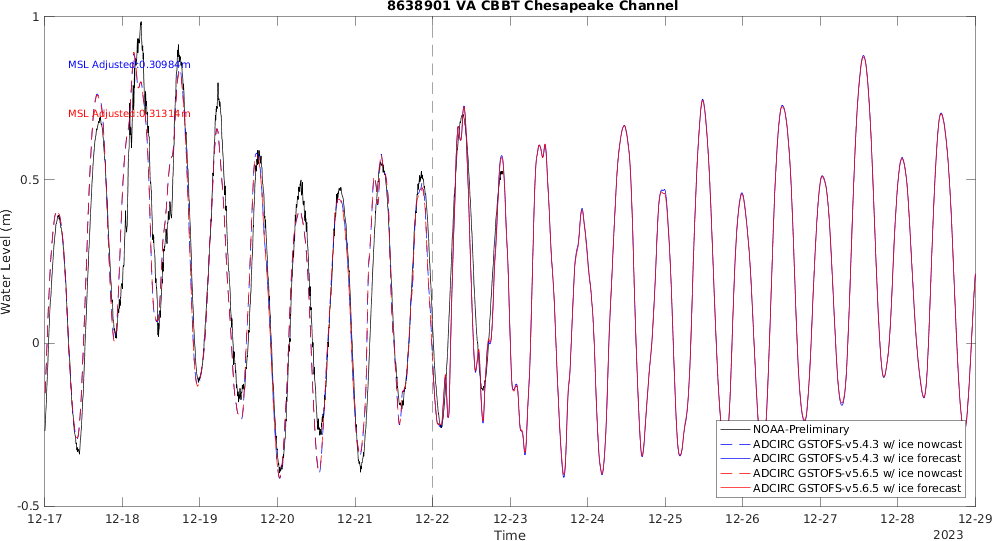 8638901 VA CBBT Chesapeake Channel
1
MSL Adjusted:0.30984m
MSL Adjusted:0.31314m
0.5
Water Level (m)
0
-0.5
NOAA-Preliminary
ADCIRC GSTOFS-v5.4.3 w/ ice nowcast
ADCIRC GSTOFS-v5.4.3 w/ ice forecast
ADCIRC GSTOFS-v5.6.5 w/ ice nowcast
ADCIRC GSTOFS-v5.6.5 w/ ice forecast
12-17 12-18 12-19 12-20 12-21 12-22 12-23 12-24 12-25 12-26 12-27 12-28 12-29
Time
2023